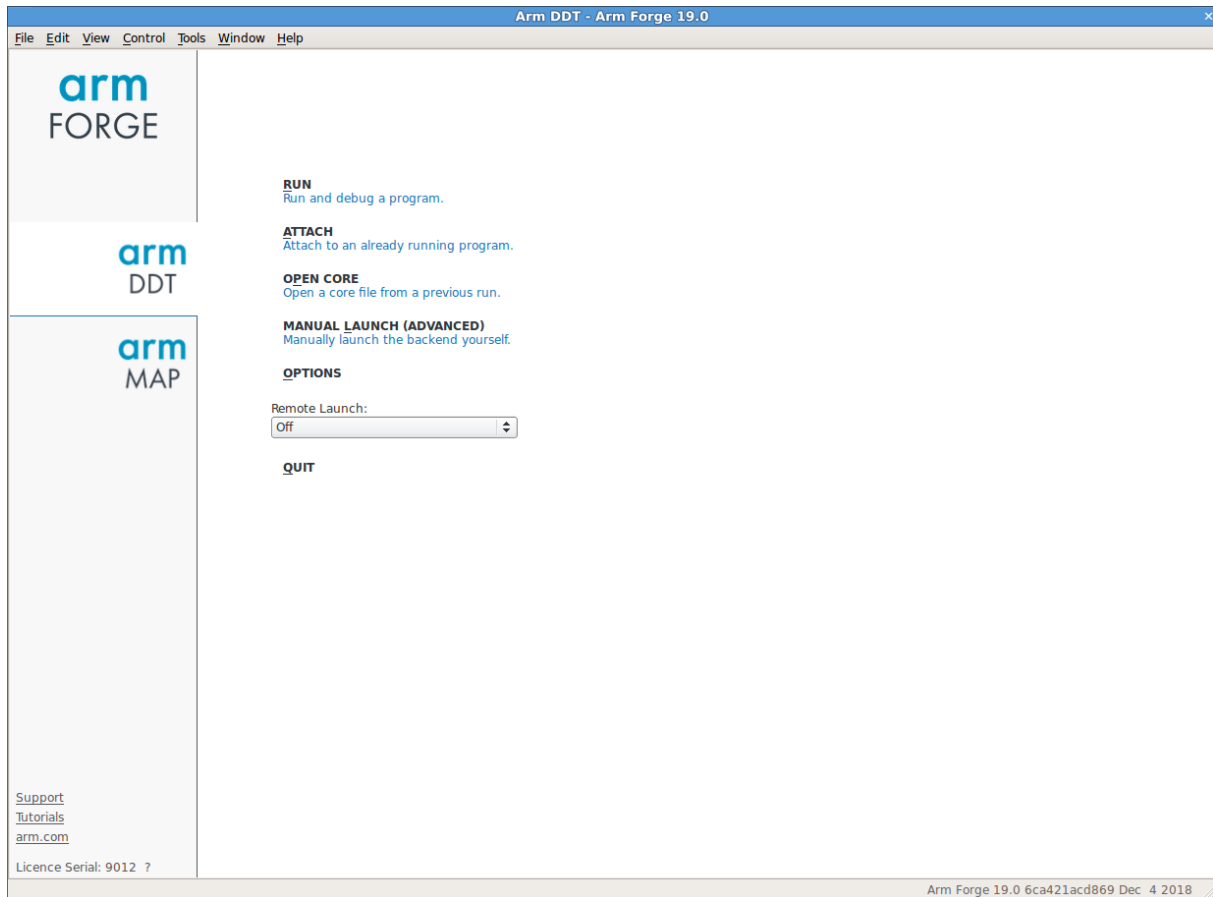 Arm DDT - Arm Forge 19.0
File Edit View Control Tools Window Help
arm
FORGE
arm
DDT
arm
MAP
RUN
Run and debug a program.
ATTACH
Attach to an already running program.
OPEN CORE
Open a core file from a previous run.
MANUAL LAUNCH (ADVANCED)
Manually launch the backend yourself.
OPTIONS
Remote Launch:
Off
QUIT
Support
Tutorials
arm.com
Licence Serial: 9012 ?
Arm Forge 19.0 6ca421acd869 Dec 4 2018